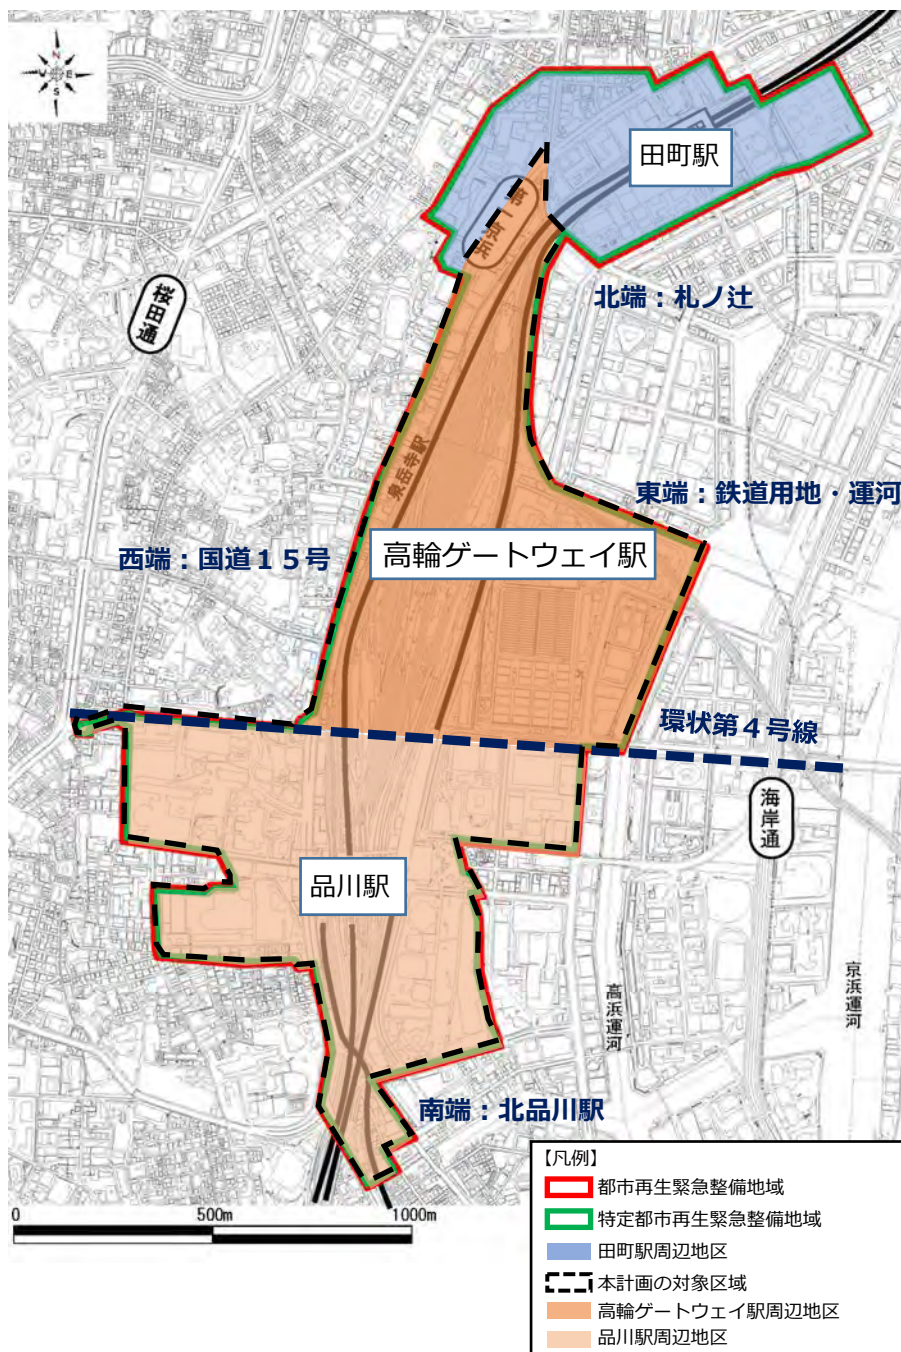 N
W E
S
田町駅
第一京浜
北端：札ノ辻
桜田通
泉岳寺駅
東端：鉄道用地・運河
西端：国道１５号
高輪ゲートウェイ駅
環状第４号線
海岸通
品川駅
京浜運河
高浜運河
南端：北品川駅
0 500m 1000m
【凡例】
都市再生緊急整備地域
特定都市再生緊急整備地域
田町駅周辺地区
本計画の対象区域
高輪ゲートウェイ駅周辺地区
品川駅周辺地区